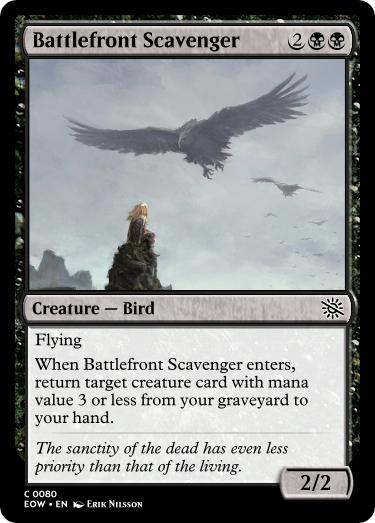 Battlefront Scavenger 2
Creature — Bird
Flying
When Battlefront Scavenger enters,
return target creature card with mana
value 3 or less from your graveyard to
your hand.
The sanctity of the dead has even less
priority than that of the living.
2/2
C 0080
EOW • EN Erik Nilsson